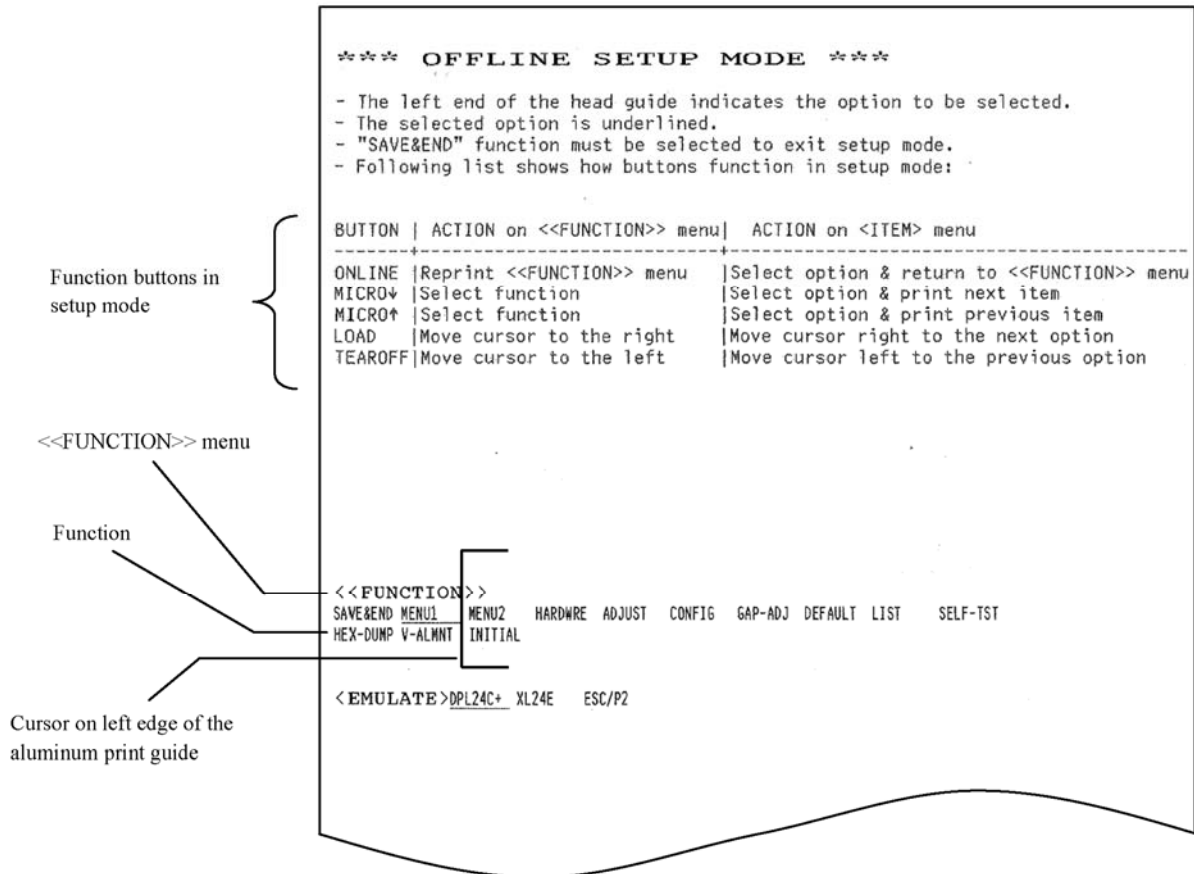 *** OFFLINE SETUP MODE ***
- The left end of the head guide indicates the option to be selected.
- The selected option is underlined.
- "SAVE&END" function must be selected to exit setup mode.
- Following list shows how buttons function in setup mode:
Function buttons in
setup mode
BUTTON | ACTION on <<FUNCTION>> menu| ACTION on <ITEM> menu
-------+----------------------------+------------------------------------------
ONLINE |Reprint <<FUNCTION>> menu |Select option & return to <<FUNCTION>> menu
MICRO↓ |Select function |Select option & print next item
MICRO↑ |Select function |Select option & print previous item
LOAD |Move cursor to the right |Move cursor right to the next option
TEAROFF|Move cursor to the left |Move cursor left to the previous option
<<FUNCTION>> menu
Function
<<FUNCTION>>
SAVE&END MENU1 MENU2 HARDWRE ADJUST CONFIG GAP-ADJ DEFAULT LIST SELF-TST
HEX-DUMP V-ALMNT INITIAL
<EMULATE>DPL24C+ XL24E ESC/P2
Cursor on left edge of the
aluminum print guide